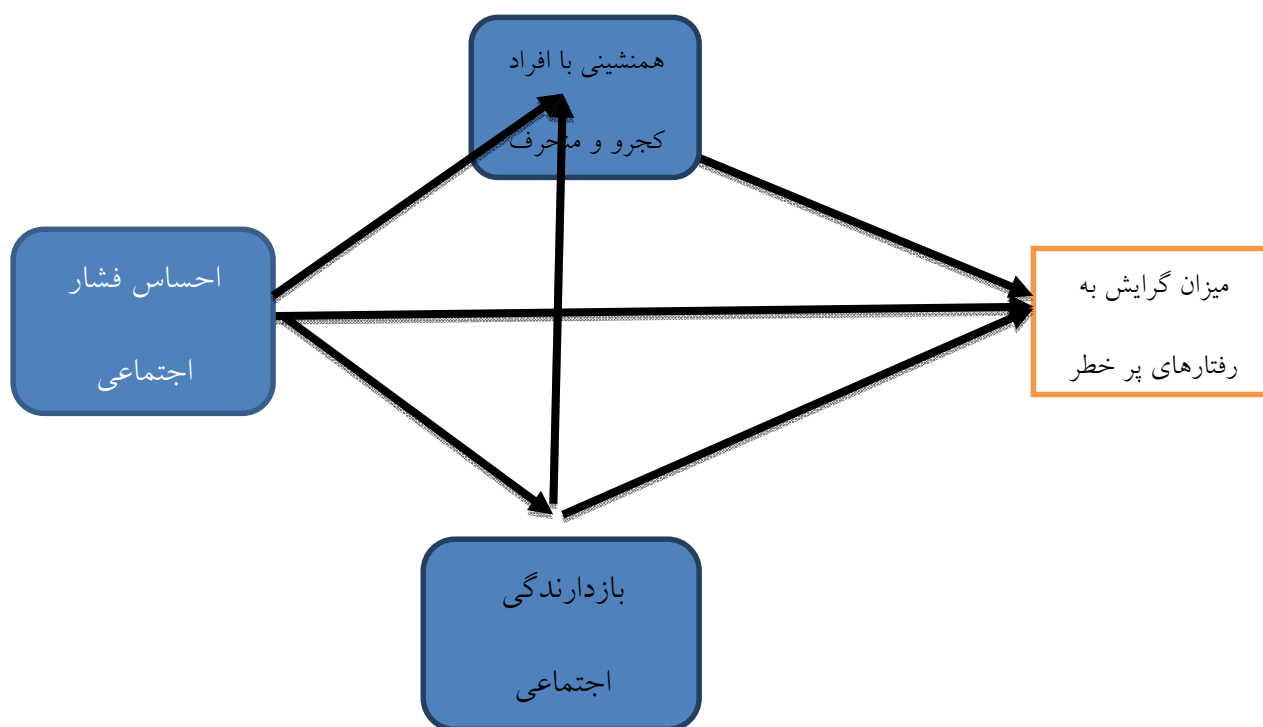 همنشینی با افراد
کجرو و منحرف
احساس فشار
اجتماعی
میزان گرایش به
رفتارهای پر خطر
بازدارندگی
اجتماعی